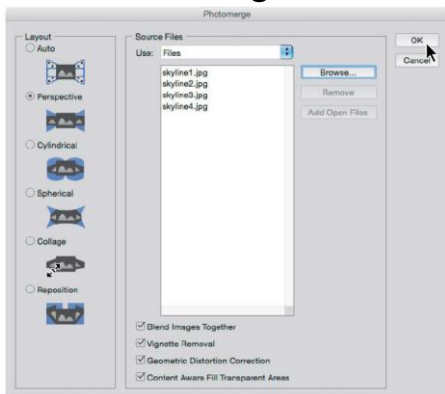 Photomerge
Layout
Auto
Perspective
Cylindrical
Spherical
Collage
Reposition
Source Files
Use: Files
skyline1.jpg
skyline2.jpg
skyline3.jpg
skyline4.jpg
Browse...
Remove
Add Open Files
Blend Images Together
Vignette Removal
Geometric Distortion Correction
Content Aware Fill Transparent Areas
OK
Cancel